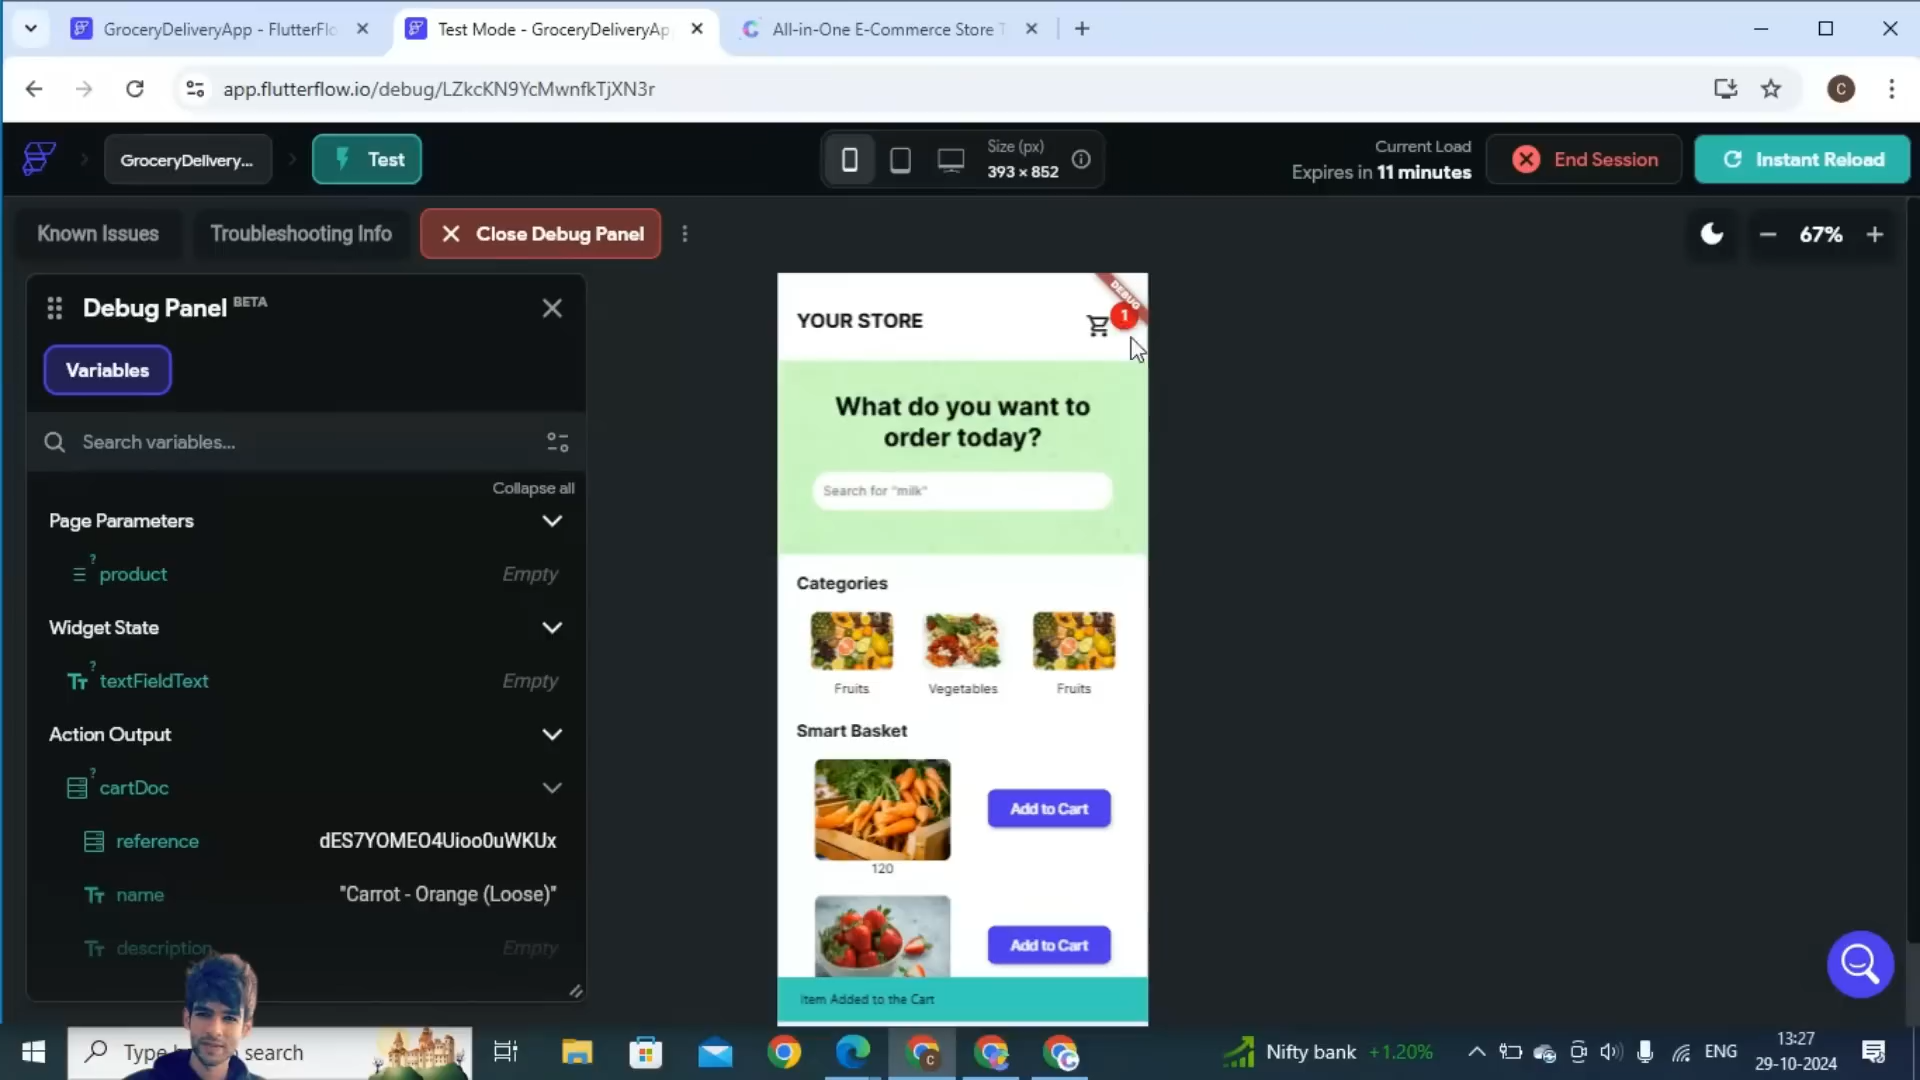 GroceryDeliveryApp - FlutterFlo
Test Mode - GroceryDeliveryAp
All-in-One E-Commerce Store T
app.flutterflow.io/debug/LZkcKN9YcMwnfkTjXN3r
C
GroceryDelivery...
Test
Size (px)
393 × 852
Current Load
Expires in 11 minutes
End Session
Instant Reload
Known Issues
Troubleshooting Info
Close Debug Panel
67%
Debug Panel BETA
Variables
Search variables...
Collapse all
Page Parameters
product
Empty
Widget State
textFieldText
Empty
Action Output
cartDoc
reference
dES7YOMEO4Uioo0uWKUx
name
"Carrot - Orange (Loose)"
description
Empty
DEBUG
YOUR STORE
1
What do you want to
order today?
Search for "milk"
Categories
Fruits
Vegetables
Fruits
Smart Basket
Add to Cart
120
Add to Cart
Item Added to the Cart
search
Nifty bank +1.20%
ENG
13:27
29-10-2024